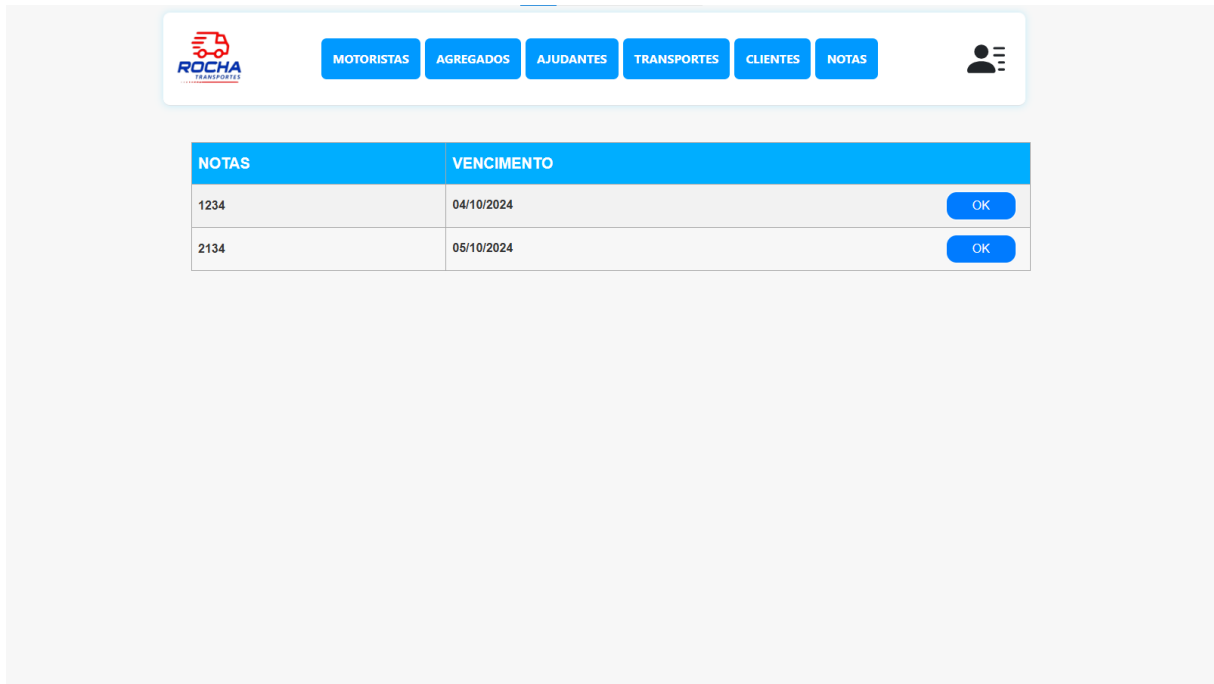 ROCHA
TRANSPORTES
MOTORISTAS AGREGADOS AJUDANTES TRANSPORTES CLIENTES NOTAS
NOTAS VENCIMENTO
1234 04/10/2024 OK
2134 05/10/2024 OK